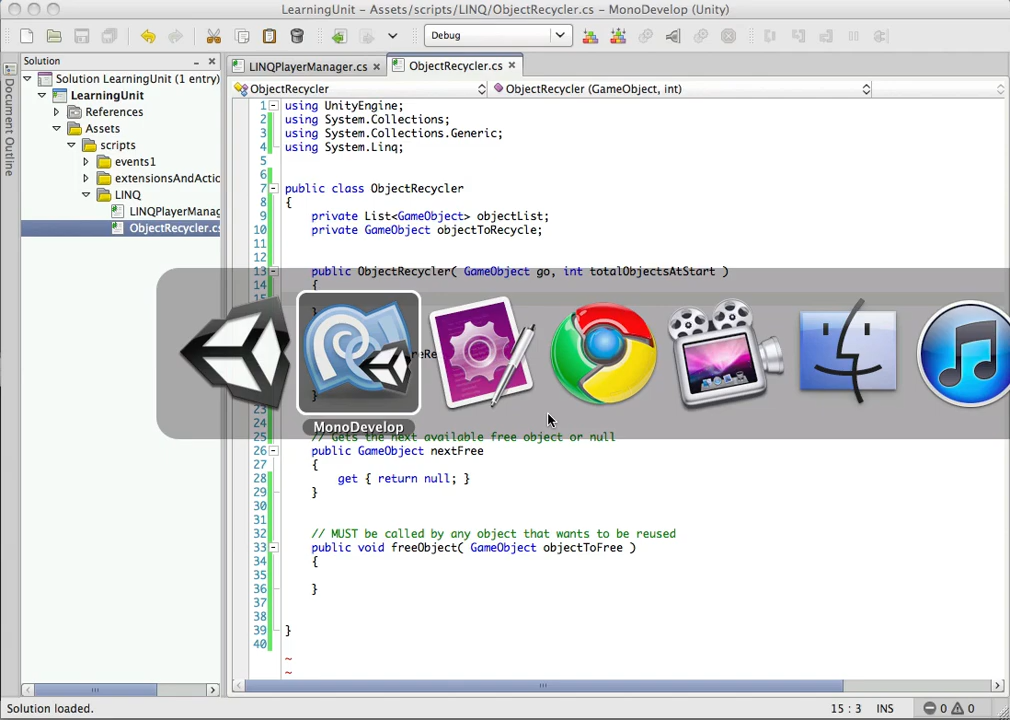 LearningUnit - Assets/scripts/LINQ/ObjectRecycler.cs - MonoDevelop (Unity)
Debug
Solution
LINQPlayerManager.cs
ObjectRecycler.cs
Document Outline
Solution LearningUnit (1 entry)
LearningUnit
References
Assets
scripts
events1
extensionsAndActio
LINQ
LINQPlayerManag
ObjectRecycler.cs
ObjectRecycler
ObjectRecycler (GameObject, int)
1 using UnityEngine;
2 using System.Collections;
3 using System.Collections.Generic;
4 using System.Linq;
5
6
7 public class ObjectRecycler
8 {
9 private List<GameObject> objectList;
10 private GameObject objectToRecycle;
11
12
13 public ObjectRecycler( GameObject go, int totalObjectsAtStart )
14 {
15
reRe
}
23
24
25 // Gets the next available free object or null
26 public GameObject nextFree
27 {
28 get { return null; }
29 }
30
31
32 // MUST be called by any object that wants to be reused
33 public void freeObject( GameObject objectToFree )
34 {
35
36 }
37
38
39 }
40
~
~
MonoDevelop
Solution loaded.
15 : 3
INS
0
0